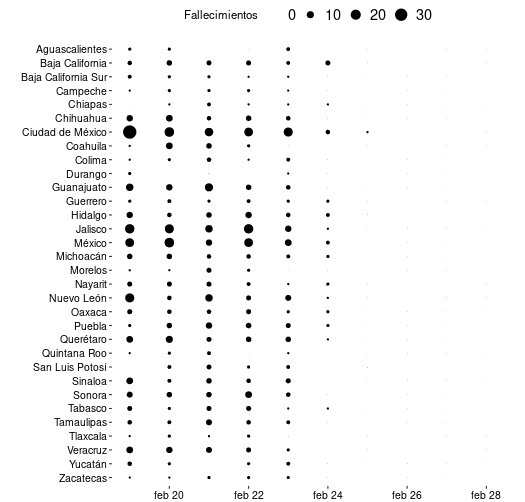 Fallecimientos 0 10 20 30
Aguascalientes
Baja California
Baja California Sur
Campeche
Chiapas
Chihuahua
Ciudad de México
Coahuila
Colima
Durango
Guanajuato
Guerrero
Hidalgo
Jalisco
México
Michoacán
Morelos
Nayarit
Nuevo León
Oaxaca
Puebla
Querétaro
Quintana Roo
San Luis Potosí
Sinaloa
Sonora
Tabasco
Tamaulipas
Tlaxcala
Veracruz
Yucatán
Zacatecas
feb 20 feb 22 feb 24 feb 26 feb 28